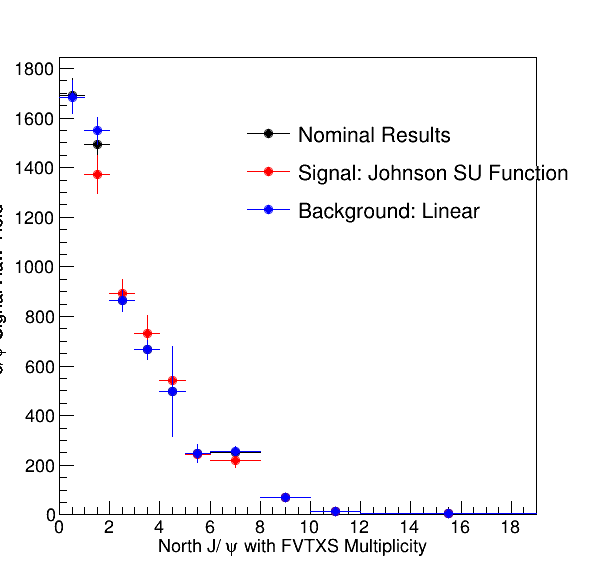 1800
1600
1400
1200
1000
800
600
400
200
0
Nominal Results
Signal: Johnson SU Function
Background: Linear
0 2 4 6 8 10 12 14 16 18
North J/ ψ with FVTXS Multiplicity